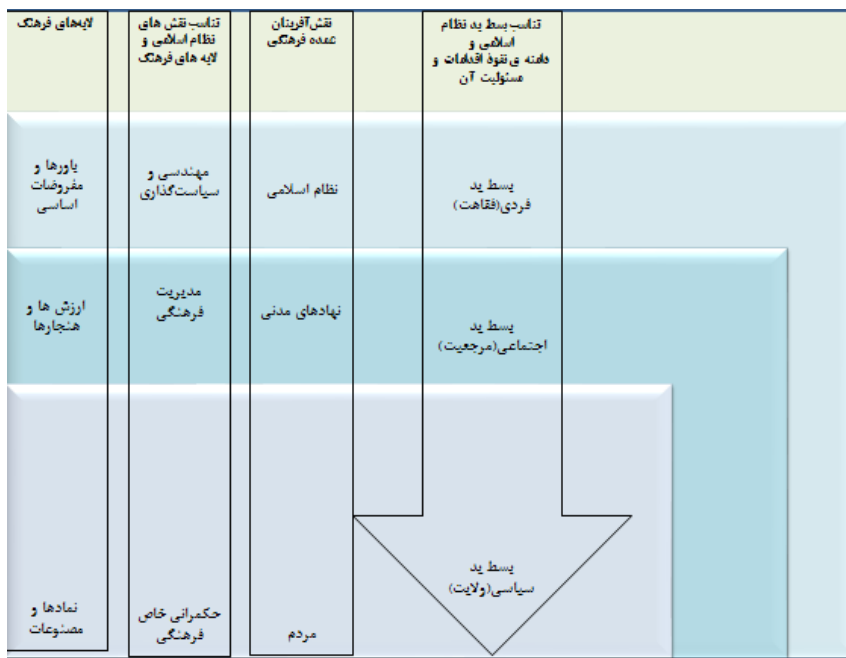 تناسب بسط ید نظام
اسلامی و
دامنه ی نفوذ اقدامات و
مسئولیت آن
نقش‌آفرینان
عمده فرهنگی
تناسب نقش های
نظام اسلامی و
لایه های فرهنگ
لایه‌های فرهنگ
بسط ید
فردی(فقاهت)
نظام اسلامی
مهندسی و
سیاست‌گذاری
باورها و
مفروضات
اساسی
بسط ید
اجتماعی(مرجعیت)
نهادهای مدنی
مدیریت
فرهنگی
ارزش ها و
هنجارها
بسط ید
سیاسی(ولایت)
مردم
حکمرانی خاص
فرهنگی
نمادها و
مصنوعات